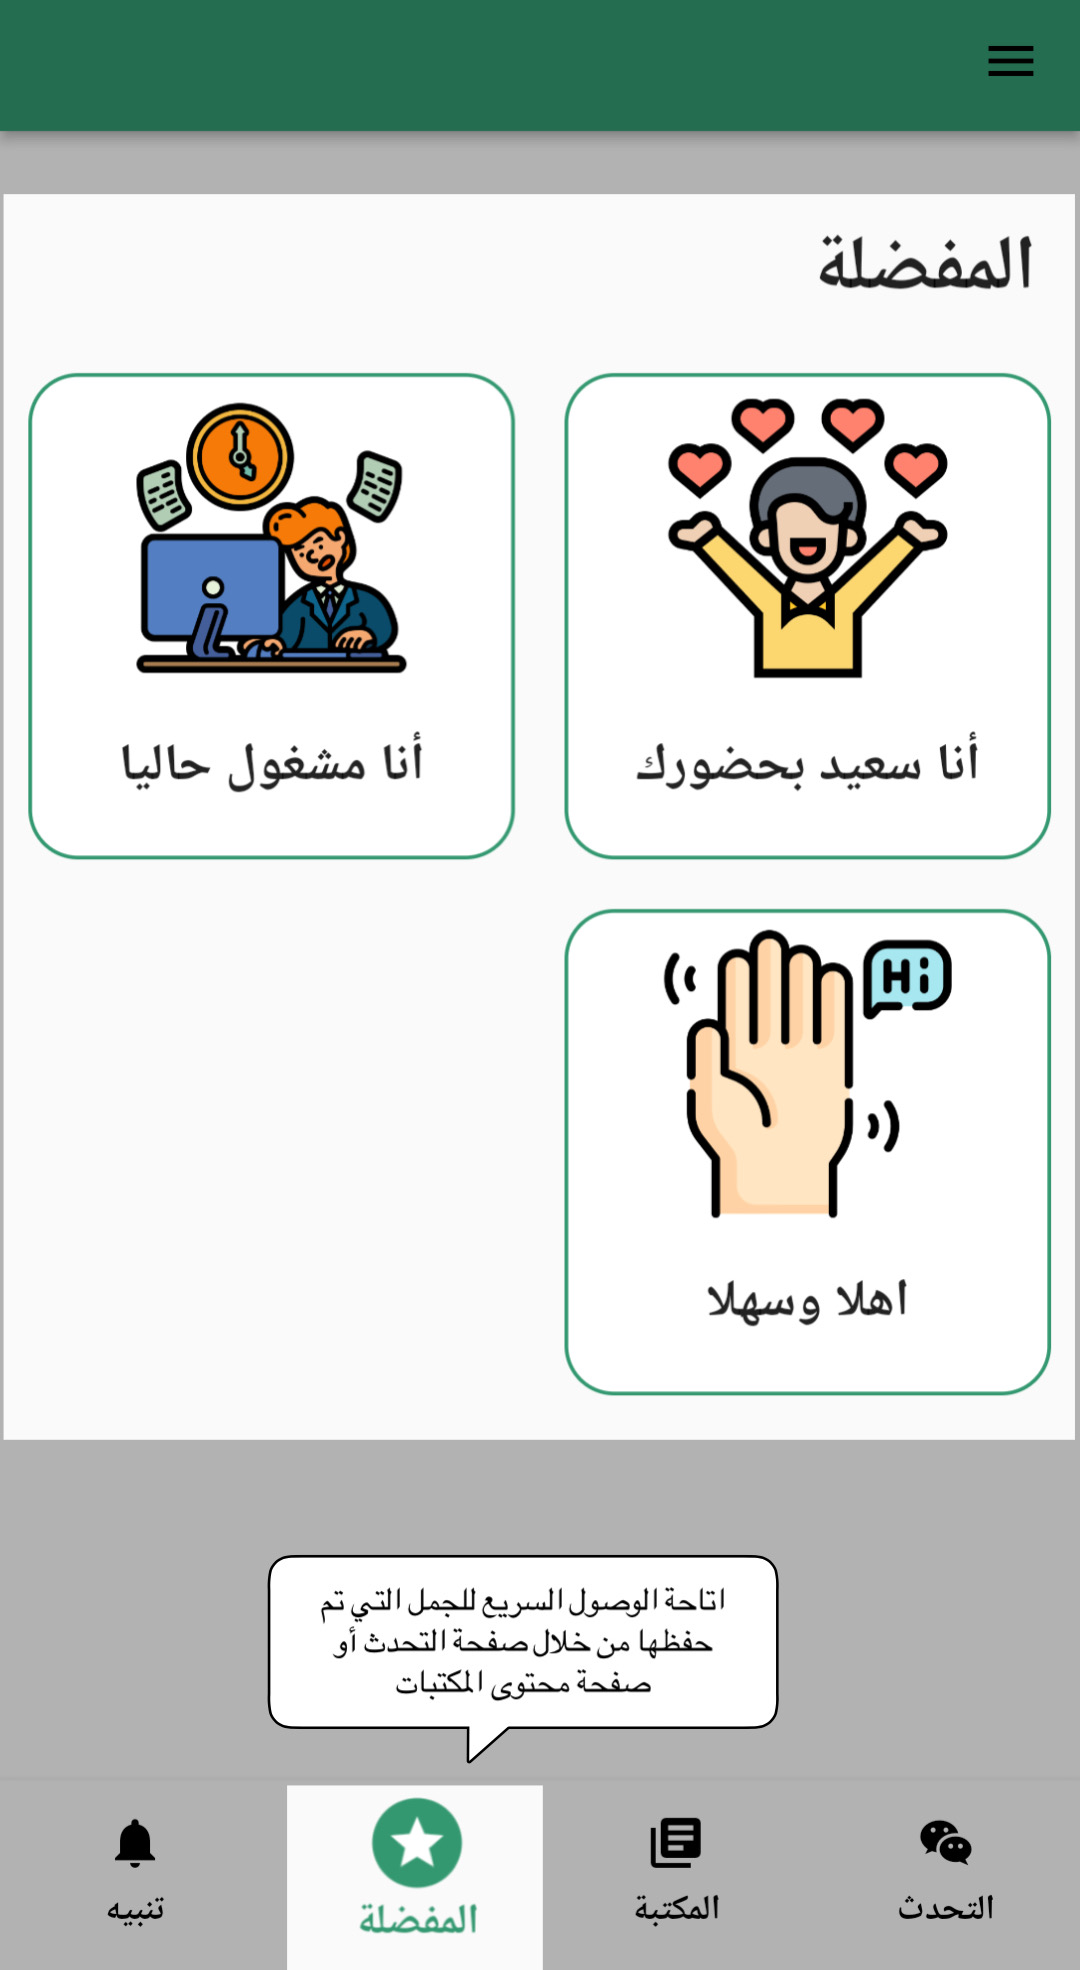 المفضلة
أنا سعيد بحضورك
أنا مشغول حاليا
Hi
اهلا وسهلا
اتاحة الوصول السريع للجمل التي تم
حفظها من خلال صفحة التحدث أو
صفحة محتوى المكتبات
التحدث
المكتبة
المفضلة
تنبيه